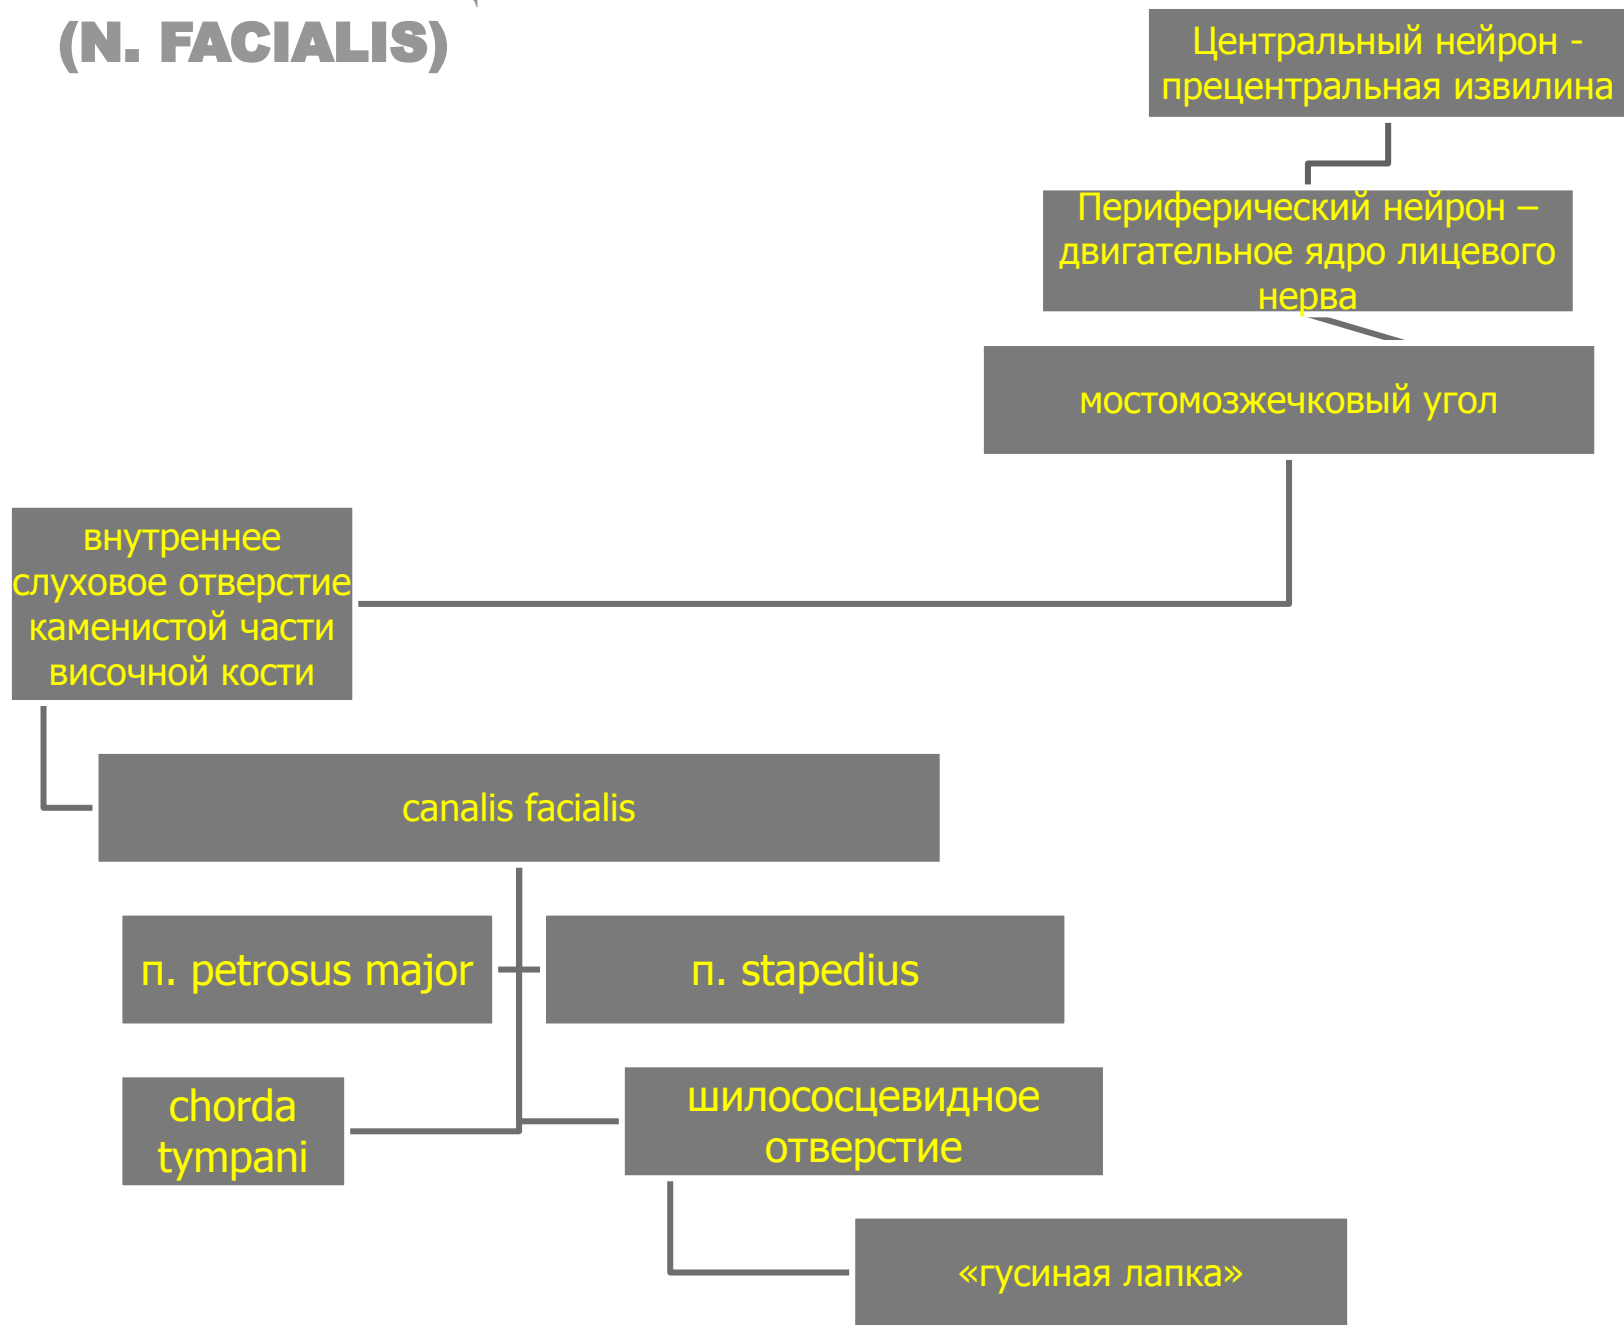 (N. FACIALIS)
Центральный нейрон -
прецентральная извилина
Периферический нейрон –
двигательное ядро лицевого
нерва
мостомозжечковый угол
внутреннее
слуховое отверстие
каменистой части
височной кости
canalis facialis
п. petrosus major
п. stapedius
chorda
tympani
шилососцевидное
отверстие
«гусиная лапка»